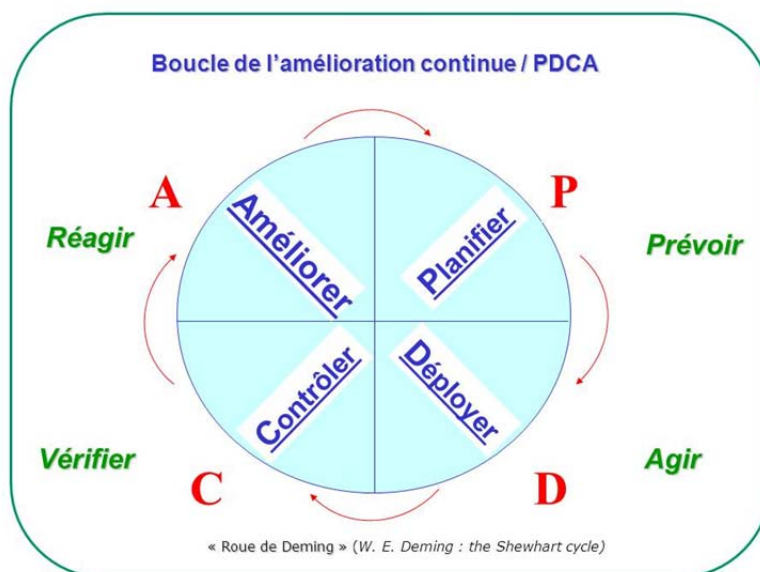 Boucle de l'amélioration continue / PDCA
A
P
Améliorer
Planifier
Réagir
Prévoir
Contrôler
Déployer
Vérifier
Agir
C
D
« Roue de Deming » (W. E. Deming : the Shewhart cycle)